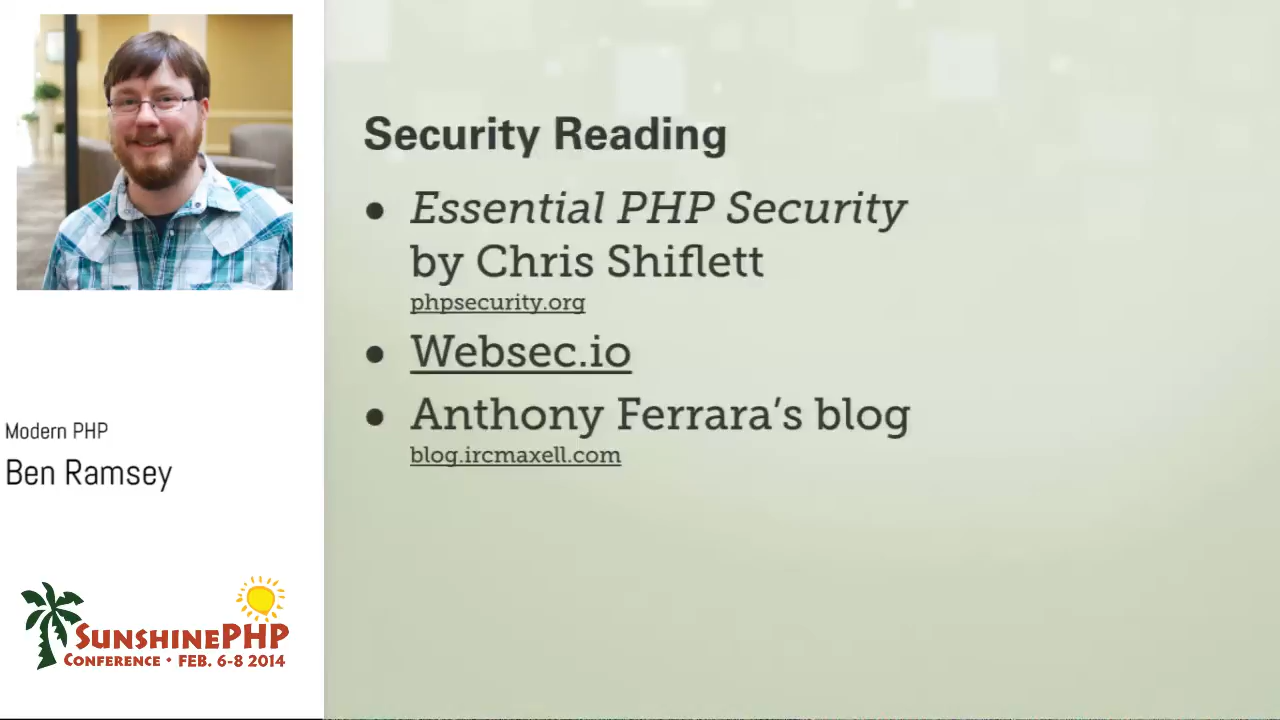 Security Reading
• Essential PHP Security
by Chris Shiflett
phpsecurity.org
• Websec.io
• Anthony Ferrara’s blog
blog.ircmaxell.com
Modern PHP
Ben Ramsey
SUNSHINEPHP
CONFERENCE • FEB. 6-8 2014